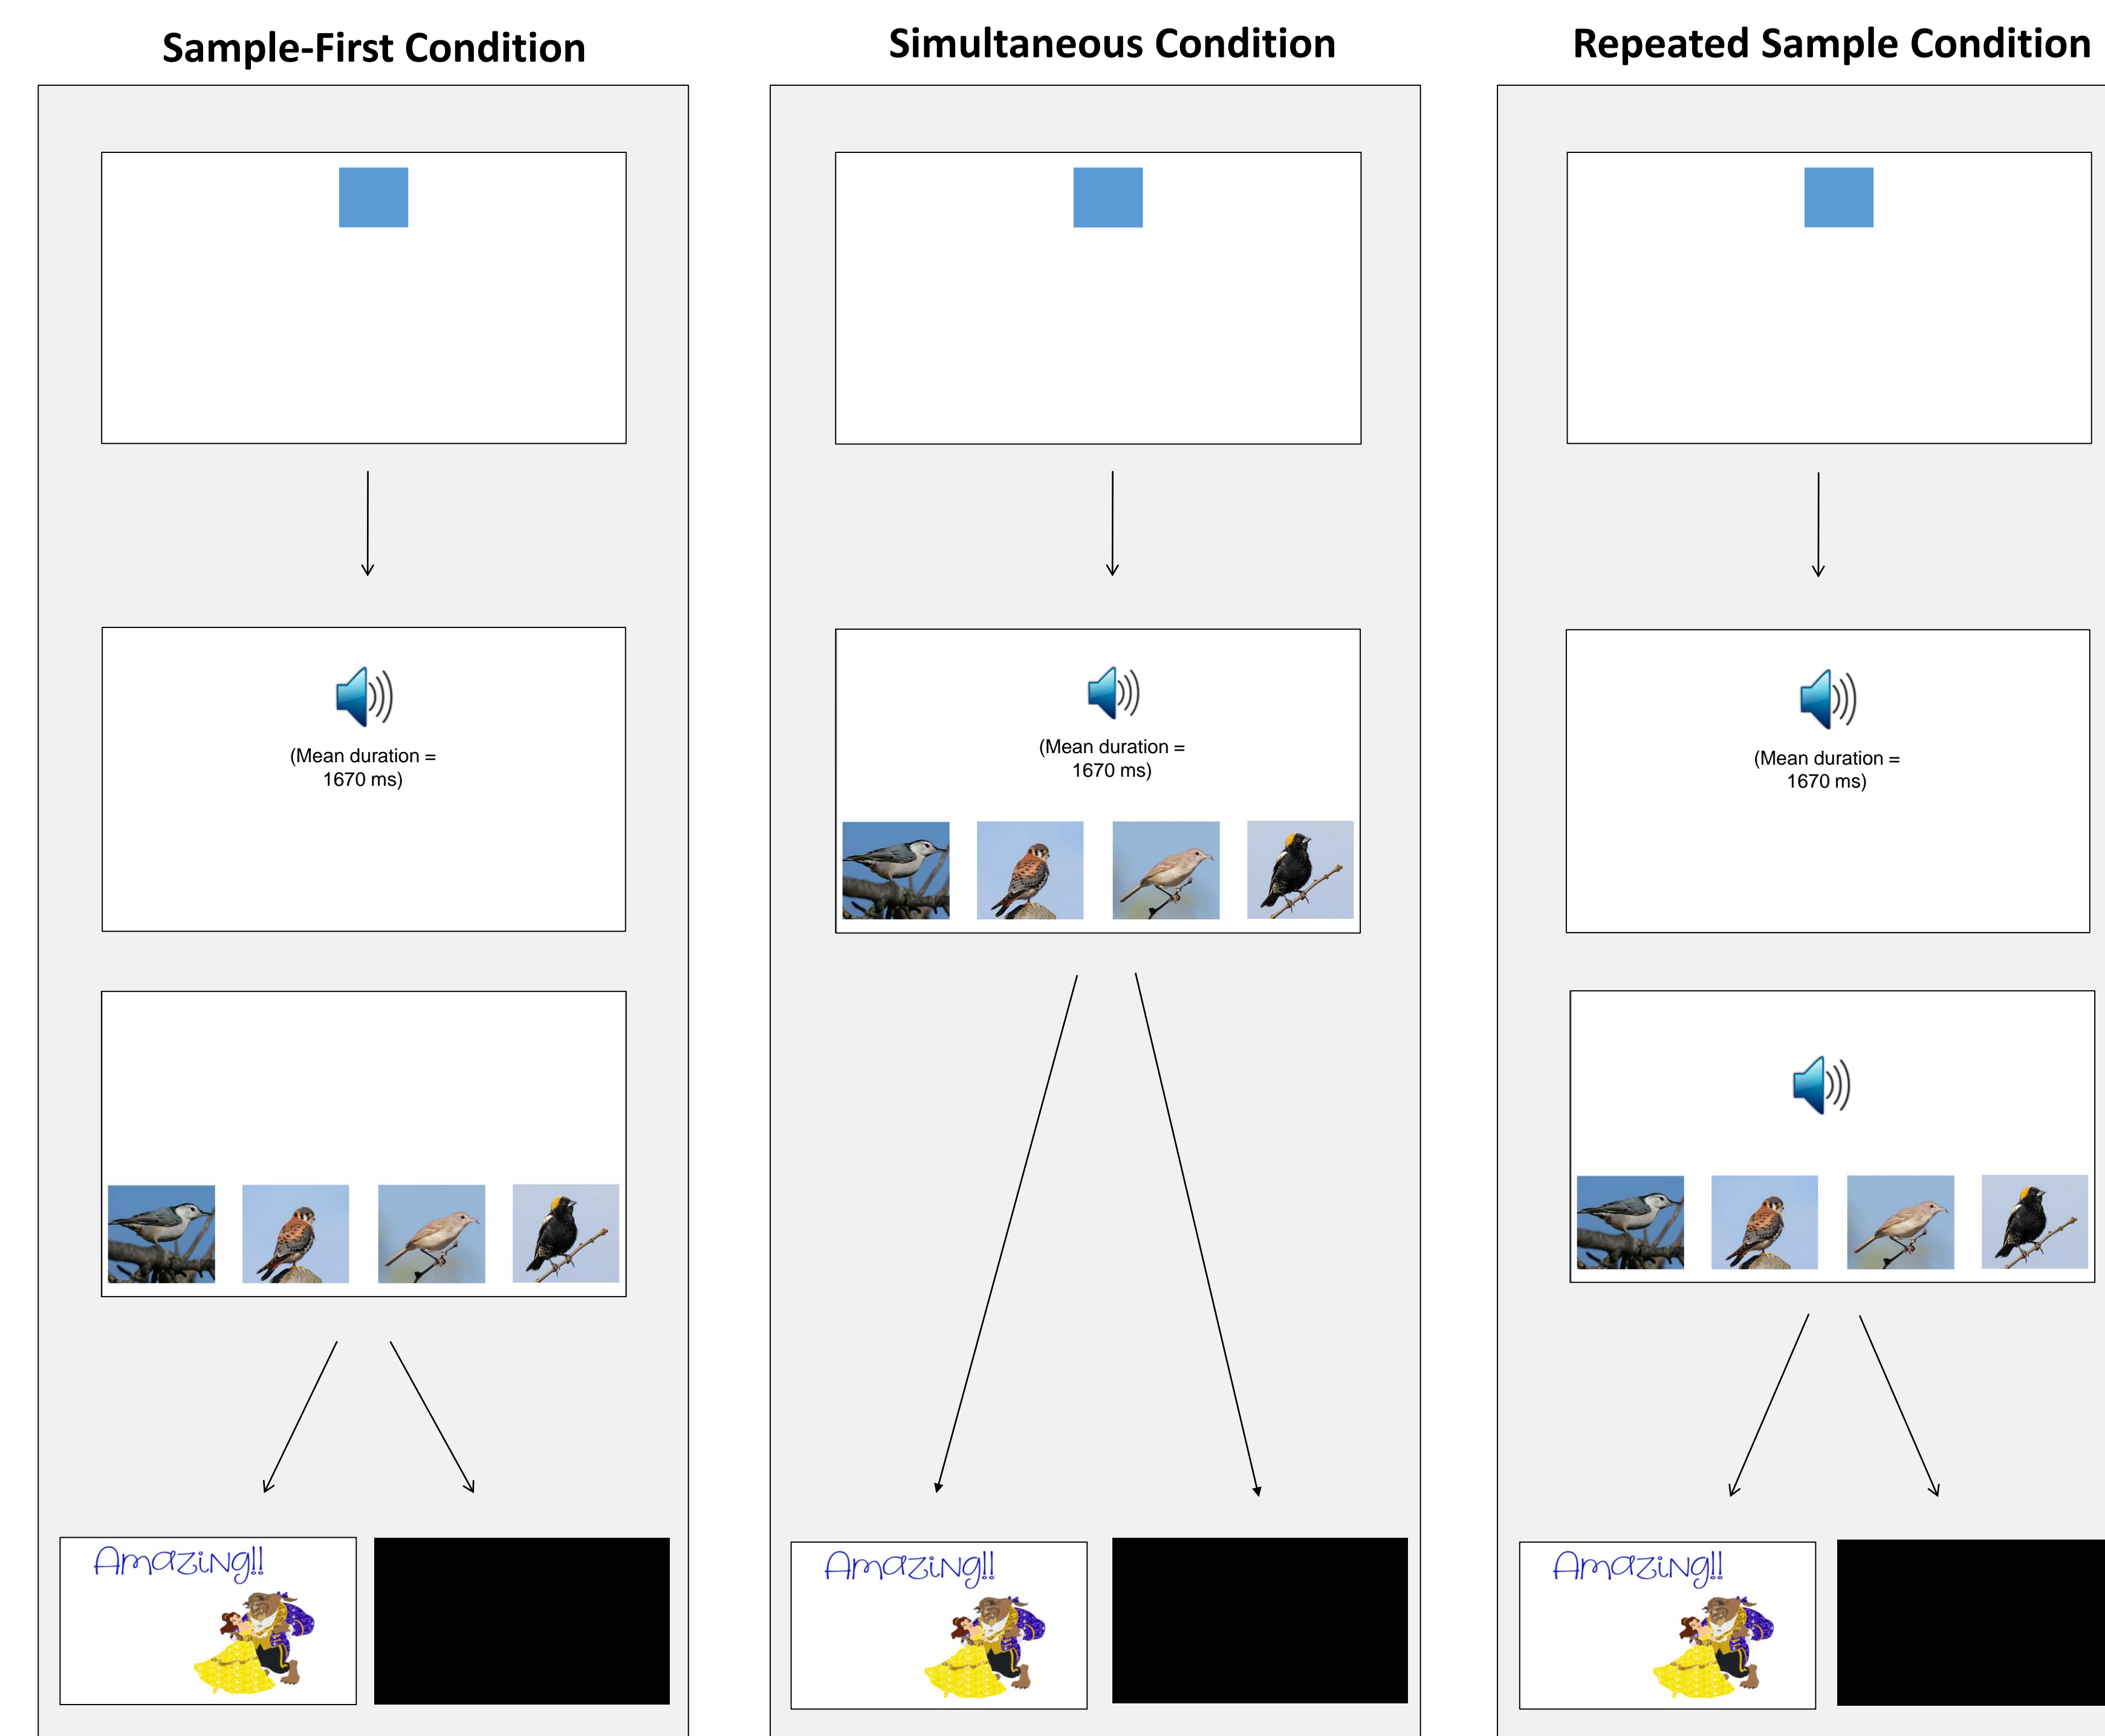 Sample-First Condition
Simultaneous Condition
Repeated Sample Condition
(Mean duration =
1670 ms)
(Mean duration =
1670 ms)
(Mean duration =
1670 ms)
Amazing!!
Amazing!!
Amazing!!